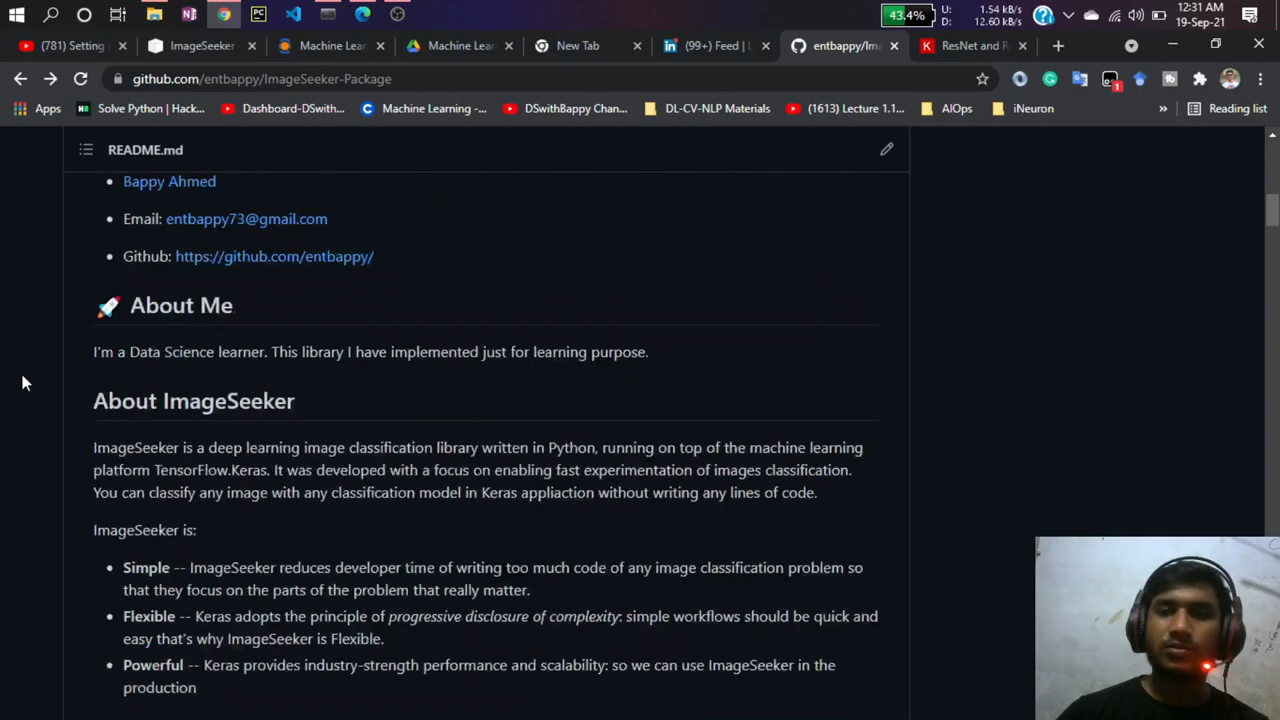 43.4%
U: 1.54 kB/s
D: 12.60 kB/s
12:31 AM
19-Sep-21
(781) Setting
ImageSeeker
Machine Lear
Machine Lear
New Tab
(99+) Feed | L
entbappy/Ima
ResNet and R
github.com/entbappy/ImageSeeker-Package
Apps
Solve Python | Hack...
Dashboard-DSwith...
Machine Learning -...
DSwithBappy Chan...
DL-CV-NLP Materials
(1613) Lecture 1.1...
AIOps
iNeuron
»
Reading list
README.md
• Bappy Ahmed
• Email: entbappy73@gmail.com
• Github: https://github.com/entbappy/
🚀 About Me
I'm a Data Science learner. This library I have implemented just for learning purpose.
About ImageSeeker
ImageSeeker is a deep learning image classification library written in Python, running on top of the machine learning
platform TensorFlow.Keras. It was developed with a focus on enabling fast experimentation of images classification.
You can classify any image with any classification model in Keras appliaction without writing any lines of code.
ImageSeeker is:
• Simple -- ImageSeeker reduces developer time of writing too much code of any image classification problem so
that they focus on the parts of the problem that really matter.
• Flexible -- Keras adopts the principle of progressive disclosure of complexity: simple workflows should be quick and
easy that's why ImageSeeker is Flexible.
• Powerful -- Keras provides industry-strength performance and scalability: so we can use ImageSeeker in the
production